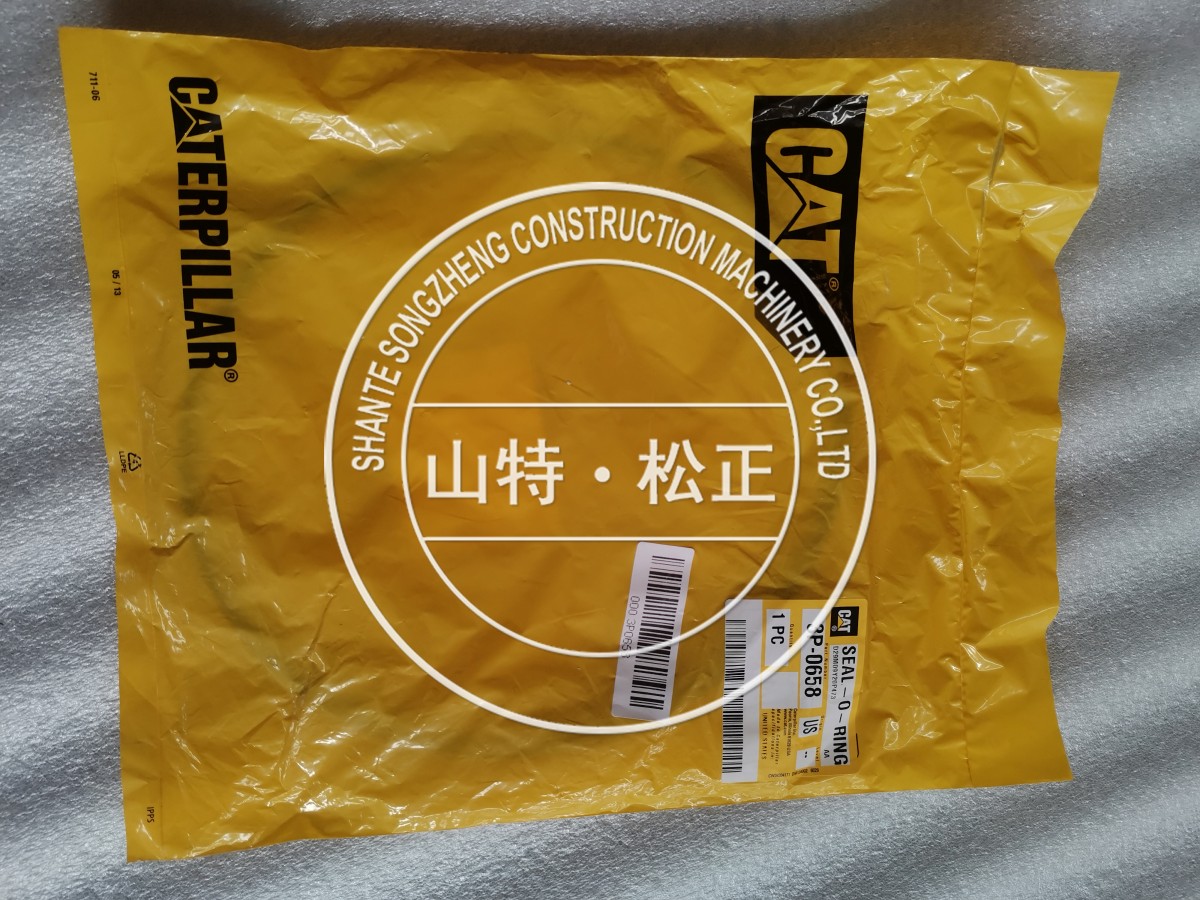 711-06
CATERPILLAR®
05 / 13
LLDPE
IPPS
CAT
®
SHANTE SONGZHENG CONSTRUCTION MACHINERY CO.,LTD
山特·松正
000 3P0658
CAT
®
SEAL-O-RING
AA
3P-0658
US
--
1 PC
UNITED STATES